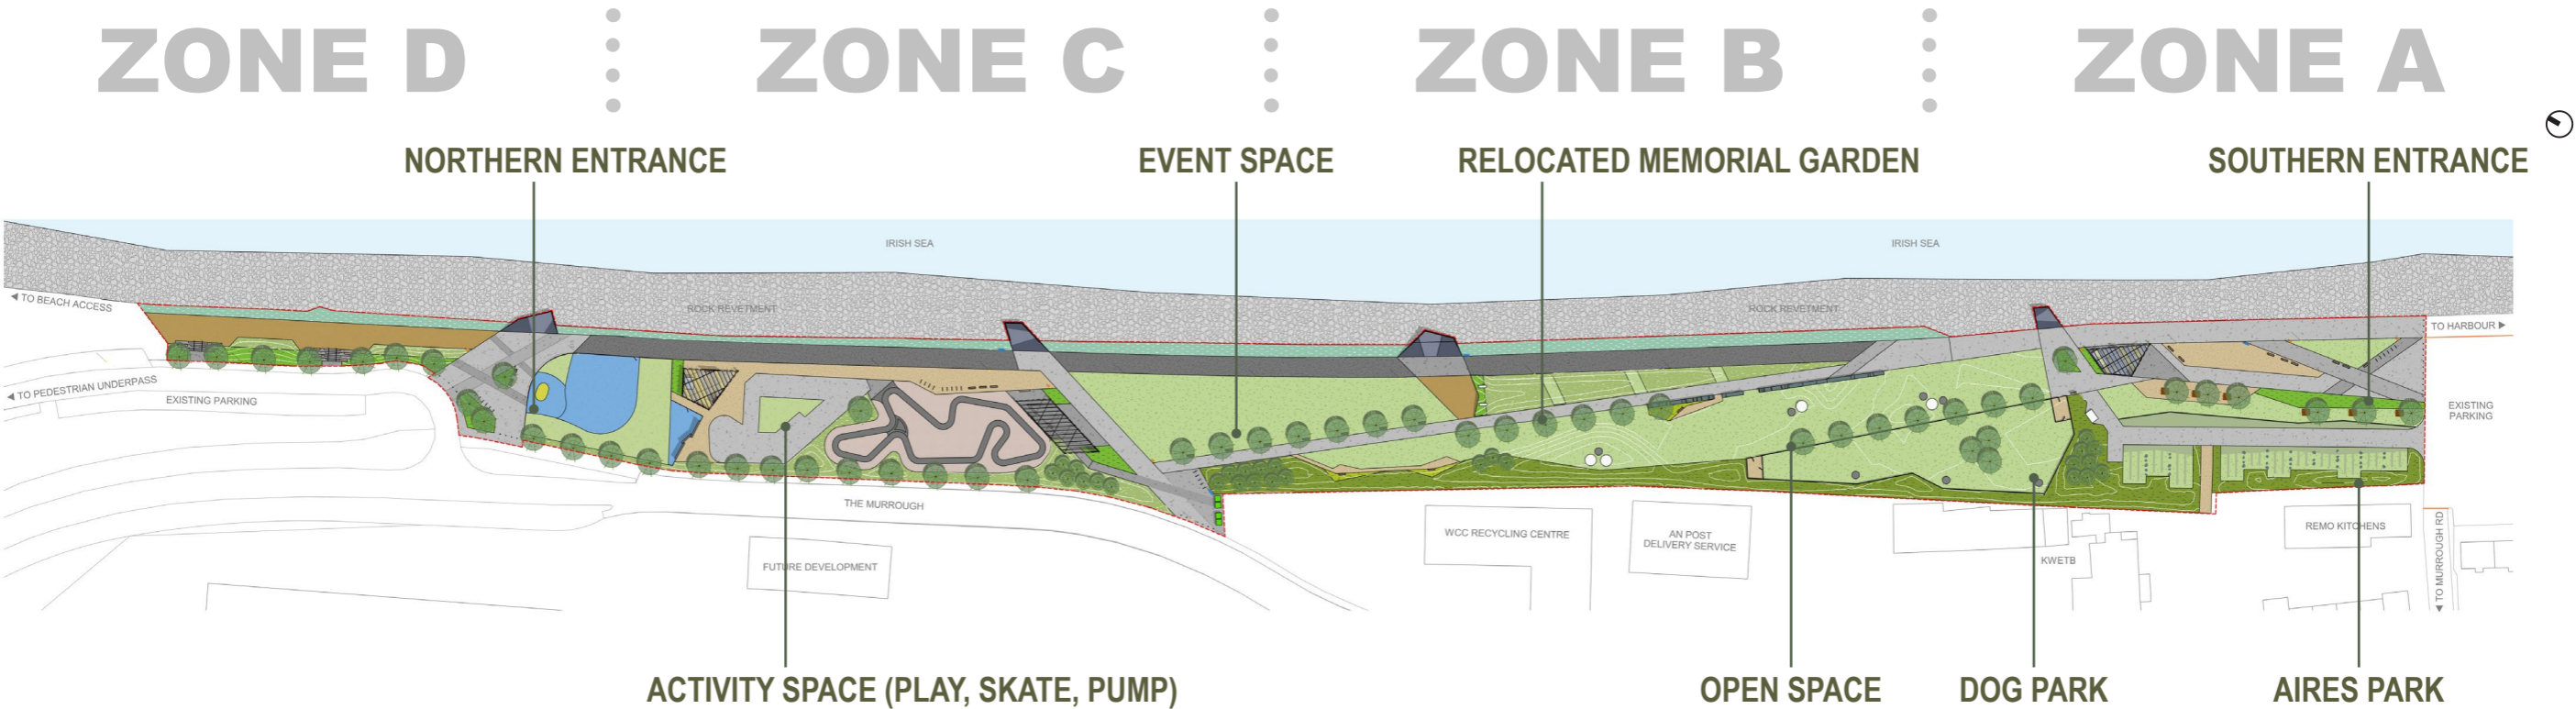 ZONE D
ZONE C
ZONE B
ZONE A
NORTHERN ENTRANCE
EVENT SPACE
RELOCATED MEMORIAL GARDEN
SOUTHERN ENTRANCE
IRISH SEA
IRISH SEA
◀ TO BEACH ACCESS
ROCK REVETMENT
ROCK REVETMENT
TO HARBOUR ▶
◀ TO PEDESTRIAN UNDERPASS
EXISTING PARKING
EXISTING
PARKING
THE MURROUGH
WCC RECYCLING CENTRE
AN POST
DELIVERY SERVICE
REMO KITCHENS
KWETB
FUTURE DEVELOPMENT
◀ TO MURROUGH RD
ACTIVITY SPACE (PLAY, SKATE, PUMP)
OPEN SPACE
DOG PARK
AIRES PARK